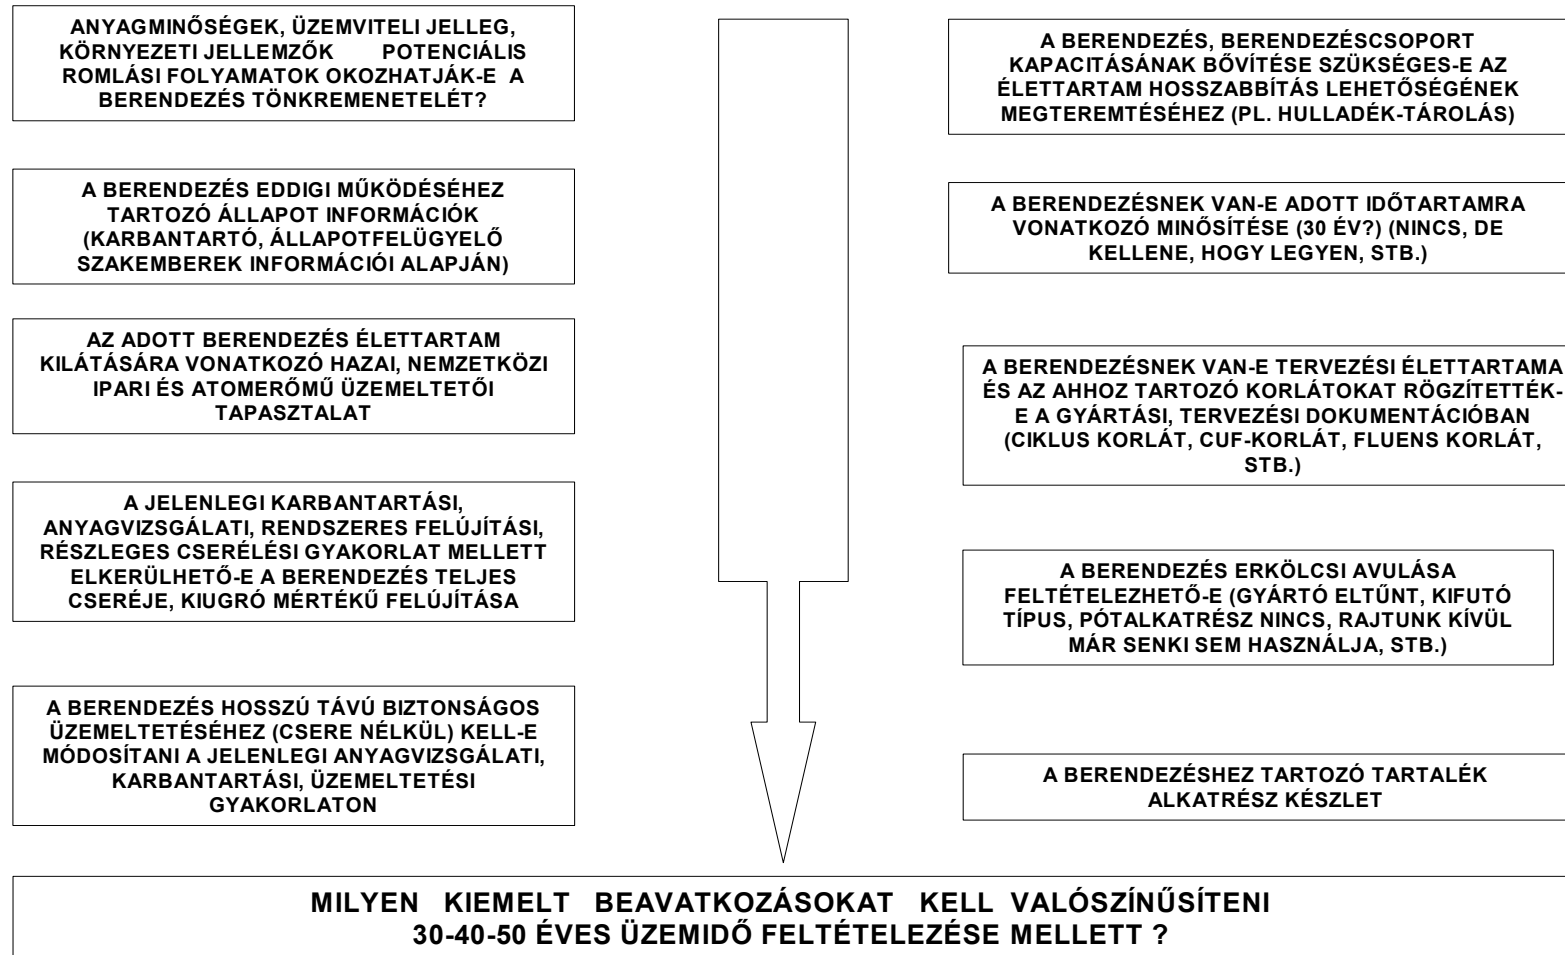 ANYAGMINŐSÉGEK, ÜZEMVITELI JELLEG,
KÖRNYEZETI JELLEMZŐK POTENCIÁLIS
ROMLÁSI FOLYAMATOK OKOZHATJÁK-E A
BERENDEZÉS TÖNKREMENETELÉT?
A BERENDEZÉS EDDIGI MŰKÖDÉSÉHEZ
TARTOZÓ ÁLLAPOT INFORMÁCIÓK
(KARBANTARTÓ, ÁLLAPOTFELÜGYELŐ
SZAKEMBEREK INFORMÁCIÓI ALAPJÁN)
AZ ADOTT BERENDEZÉS ÉLETTARTAM
KILÁTÁSÁRA VONATKOZÓ HAZAI, NEMZETKÖZI
IPARI ÉS ATOMERŐMŰ ÜZEMELTETŐI
TAPASZTALAT
A JELENLEGI KARBANTARTÁSI,
ANYAGVIZSGÁLATI, RENDSZERES FELÚJÍTÁSI,
RÉSZLEGES CSERÉLÉSI GYAKORLAT MELLETT
ELKERÜLHETŐ-E A BERENDEZÉS TELJES
CSERÉJE, KIUGRÓ MÉRTÉKŰ FELÚJÍTÁSA
A BERENDEZÉS HOSSZÚ TÁVÚ BIZTONSÁGOS
ÜZEMELTETÉSÉHEZ (CSERE NÉLKÜL) KELL-E
MÓDOSÍTANI A JELENLEGI ANYAGVIZSGÁLATI,
KARBANTARTÁSI, ÜZEMELTETÉSI
GYAKORLATON
A BERENDEZÉS, BERENDEZÉSCSOPORT
KAPACITÁSÁNAK BŐVÍTÉSE SZÜKSÉGES-E AZ
ÉLETTARTAM HOSSZABBÍTÁS LEHETŐSÉGÉNEK
MEGTEREMTÉSÉHEZ (PL. HULLADÉK-TÁROLÁS)
A BERENDEZÉSNEK VAN-E ADOTT IDŐTARTAMRA
VONATKOZÓ MINŐSÍTÉSE (30 ÉV?) (NINCS, DE
KELLENE, HOGY LEGYEN, STB.)
A BERENDEZÉSNEK VAN-E TERVEZÉSI ÉLETTARTAMA
ÉS AZ AHHOZ TARTOZÓ KORLÁTOKAT RÖGZÍTETTÉK-
E A GYÁRTÁSI, TERVEZÉSI DOKUMENTÁCIÓBAN
(CIKLUS KORLÁT, CUF-KORLÁT, FLUENS KORLÁT,
STB.)
A BERENDEZÉS ERKÖLCSI AVULÁSA
FELTÉTELEZHETŐ-E (GYÁRTÓ ELTŰNT, KIFUTÓ
TÍPUS, PÓTALKATRÉSZ NINCS, RAJTUNK KÍVÜL
MÁR SENKI SEM HASZNÁLJA, STB.)
A BERENDEZÉSHEZ TARTOZÓ TARTALÉK
ALKATRÉSZ KÉSZLET
MILYEN KIEMELT BEAVATKOZÁSOKAT KELL VALÓSZÍNŰSÍTENI
30-40-50 ÉVES ÜZEMIDŐ FELTÉTELEZÉSE MELLETT ?